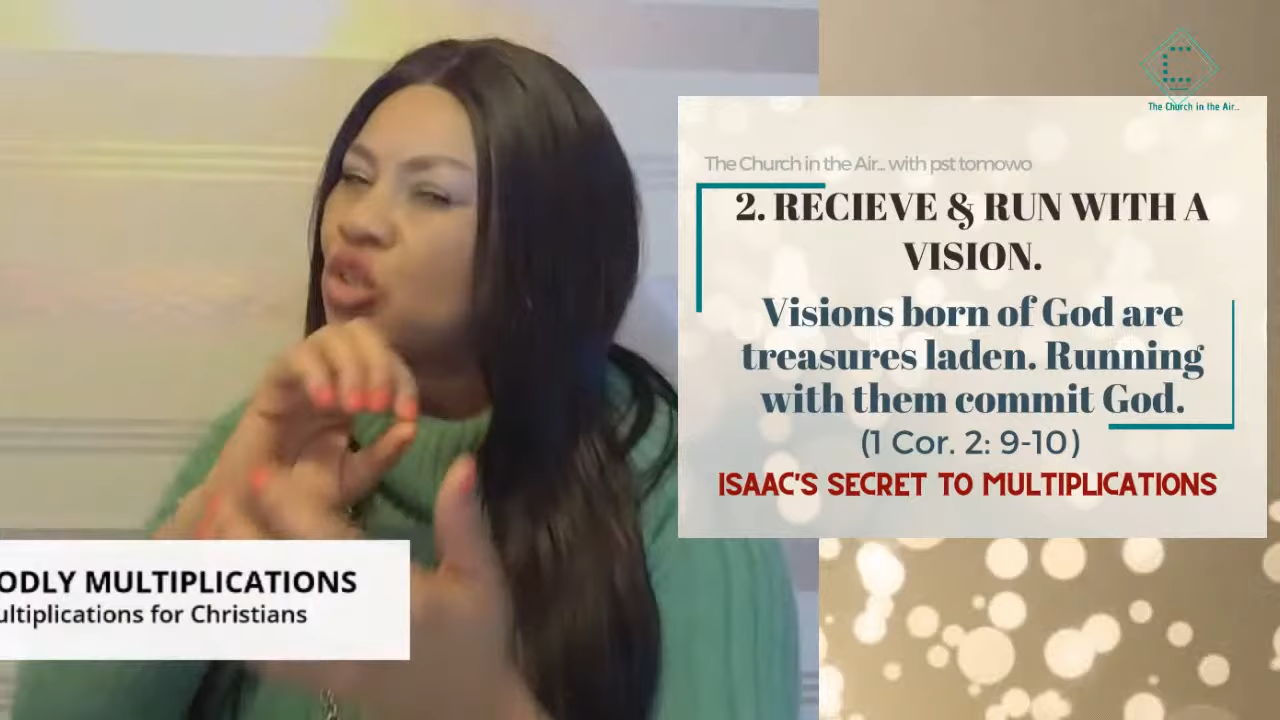 The Church in the Air...
The Church in the Air... with pst tomowo
2. RECIEVE & RUN WITH A
VISION.
Visions born of God are
treasures laden. Running
with them commit God.
(1 Cor. 2: 9-10)
ISAAC'S SECRET TO MULTIPLICATIONS
ODLY MULTIPLICATIONS
ultiplications for Christians